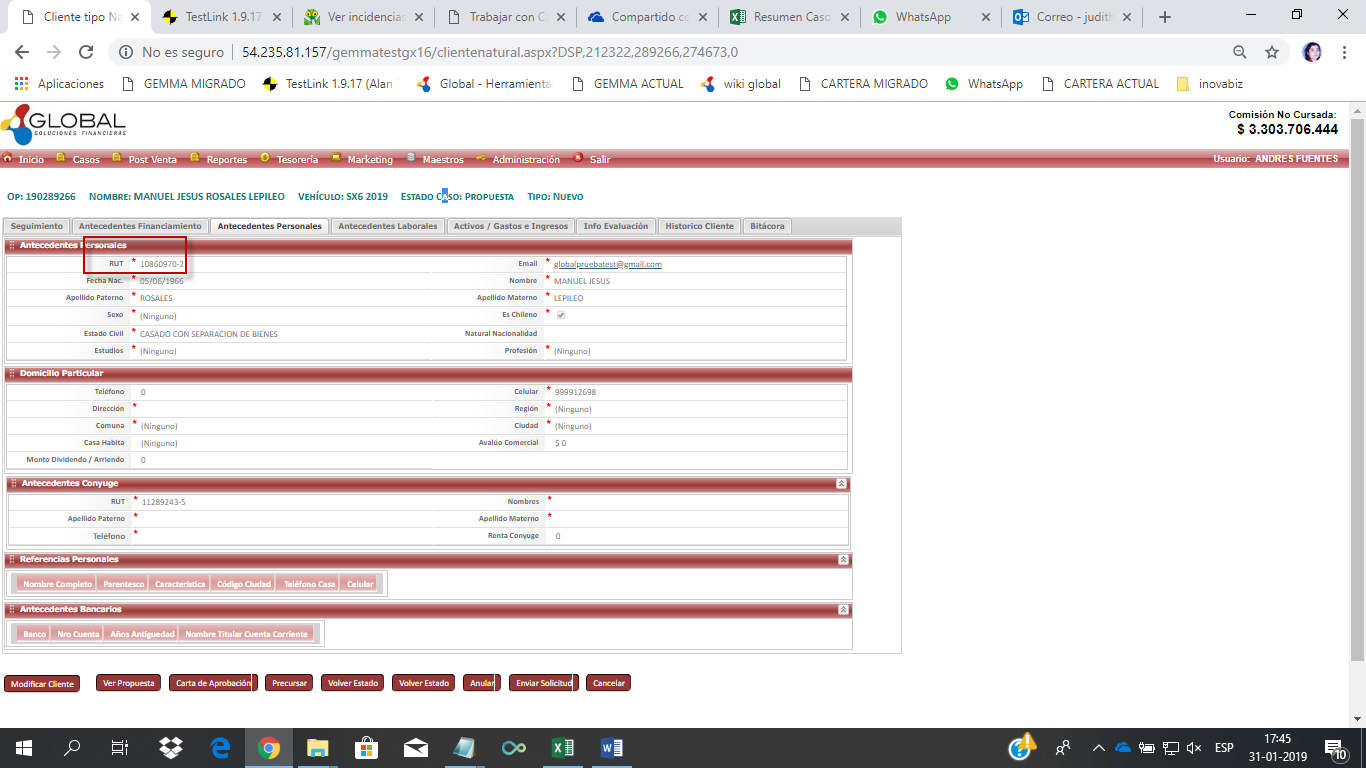 Cliente tipo Na
TestLink 1.9.17
Ver incidencias
Trabajar con Ca
Compartido co
Resumen Caso
WhatsApp
Correo - judith
No es seguro | 54.235.81.157/gemmatestgx16/clientenatural.aspx?DSP,212322,289266,274673,0
Aplicaciones GEMMA MIGRADO TestLink 1.9.17 (Alan Global - Herramienta: GEMMA ACTUAL wiki global CARTERA MIGRADO WhatsApp CARTERA ACTUAL inovabiz
GLOBAL
SOLUCIONES FINANCIERAS
Comisión No Cursada:
$ 3.303.706.444
Inicio Casos Post Venta Reportes Tesorería Marketing Maestros Administración Salir Usuario: ANDRES FUENTES
OP: 190289266 NOMBRE: MANUEL JESUS ROSALES LEPILEO VEHÍCULO: SX6 2019 ESTADO CASO: PROPUESTA TIPO: NUEVO
Seguimiento Antecedentes Financiamiento Antecedentes Personales Antecedentes Laborales Activos / Gastos e Ingresos Info Evaluación Historico Cliente Bitácora
Antecedentes Personales
RUT * 10860970-2 Email * globalpruebatest@gmail.com
Fecha Nac. * 05/06/1966 Nombre * MANUEL JESUS
Apellido Paterno * ROSALES Apellido Materno * LEPILEO
Sexo * (Ninguno) Es Chileno *
Estado Civil * CASADO CON SEPARACION DE BIENES Natural Nacionalidad
Estudios * (Ninguno) Profesión * (Ninguno)
Domicilio Particular
Teléfono 0 Celular * 999912698
Dirección * Región * (Ninguno)
Comuna * (Ninguno) Ciudad * (Ninguno)
Casa Habita (Ninguno) Avalúo Comercial $ 0
Monto Dividendo / Arriendo 0
Antecedentes Conyuge
RUT * 11289243-5 Nombres *
Apellido Paterno * Apellido Materno *
Teléfono * Renta Conyuge 0
Referencias Personales
Nombre Completo Parentesco Característica Código Ciudad Teléfono Casa Celular
Antecedentes Bancarios
Banco Nro Cuenta Años Antiguedad Nombre Titular Cuenta Corriente
Modificar Cliente Ver Propuesta Carta de Aprobación Precursar Volver Estado Volver Estado Anular Enviar Solicitud Cancelar
ESP
17:45
31-01-2019
10